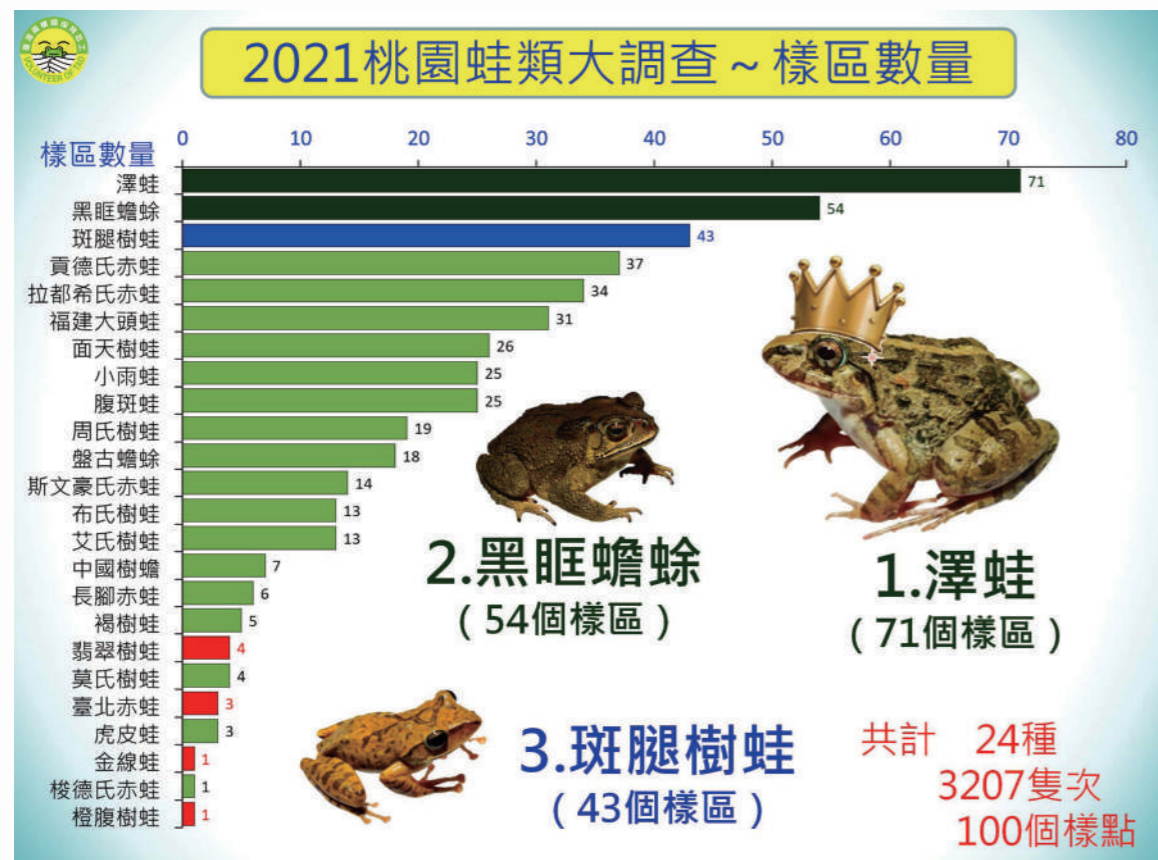 2021桃園蛙類大調查～樣區數量
樣區數量
0 10 20 30 40 50 60 70 80
澤蛙 71
黑眶蟾蜍 54
斑腿樹蛙 43
貢德氏赤蛙 37
拉都希氏赤蛙 34
福建大頭蛙 31
面天樹蛙 26
小雨蛙 25
腹斑蛙 25
周氏樹蛙 19
盤古蟾蜍 18
斯文豪氏赤蛙 14
布氏樹蛙 13
艾氏樹蛙 13
中國樹蟾 7
長腳赤蛙 6
褐樹蛙 5
翡翠樹蛙 4
莫氏樹蛙 4
臺北赤蛙 3
虎皮蛙 3
金線蛙 1
梭德氏赤蛙 1
橙腹樹蛙 1
2.黑眶蟾蜍
（54個樣區）
1.澤蛙
（71個樣區）
3.斑腿樹蛙
（43個樣區）
共計 24種
3207隻次
100個樣點